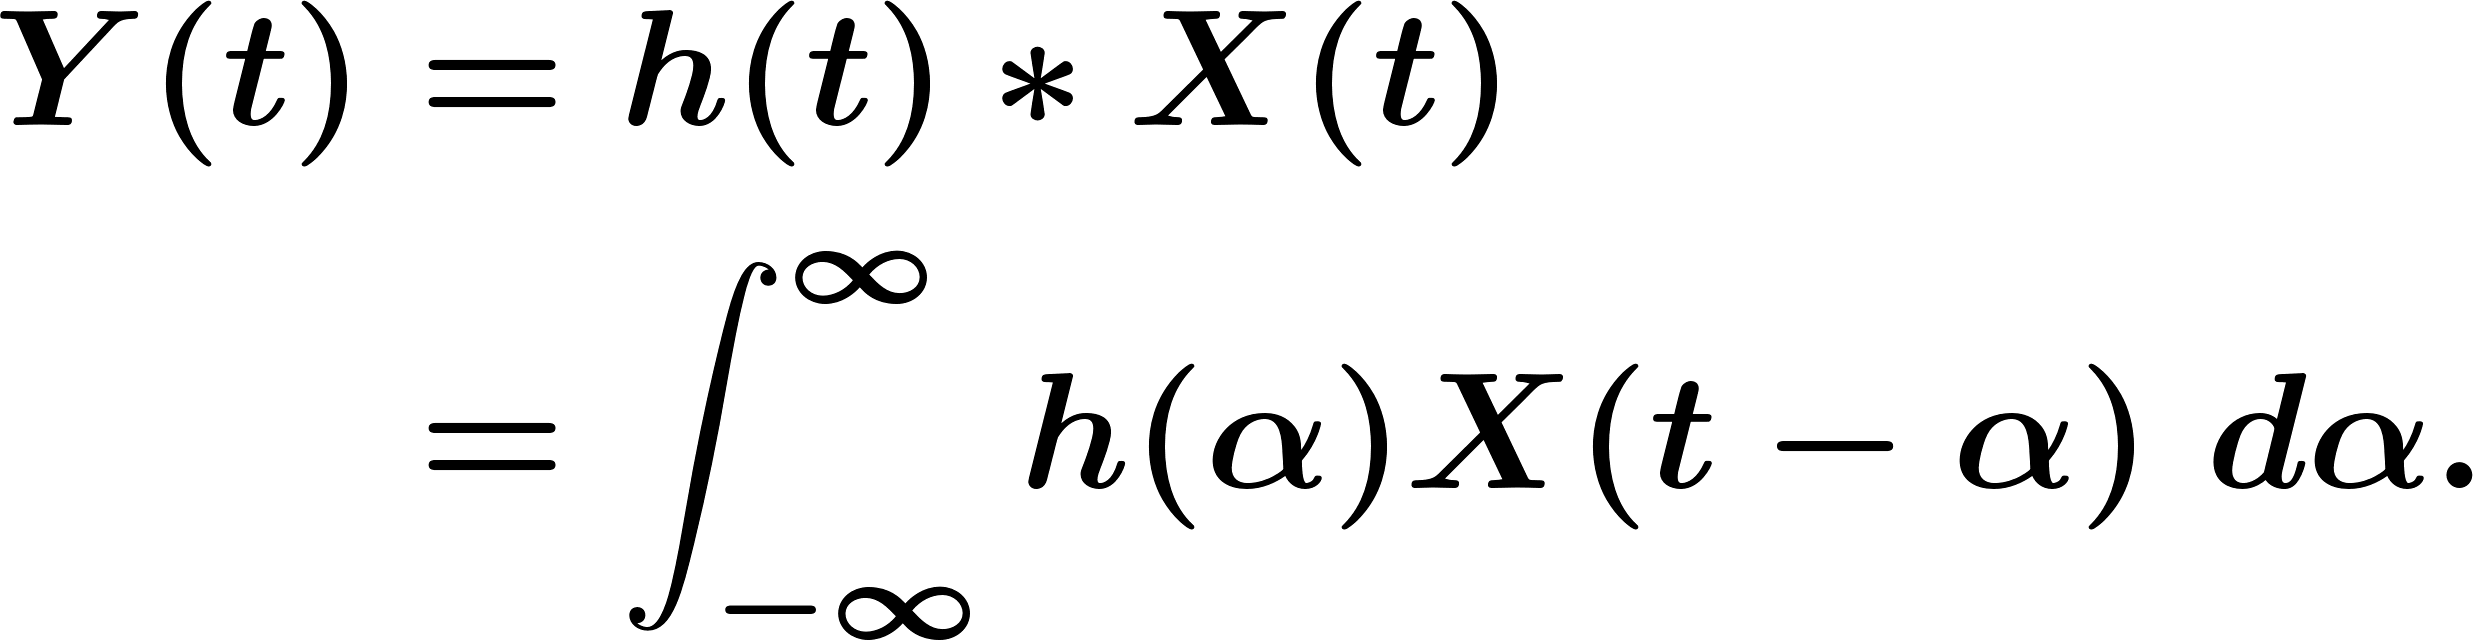 Y(t) = h(t) ∗ X(t)
= ∫_{−∞}^{∞} h(α)X(t − α) dα.